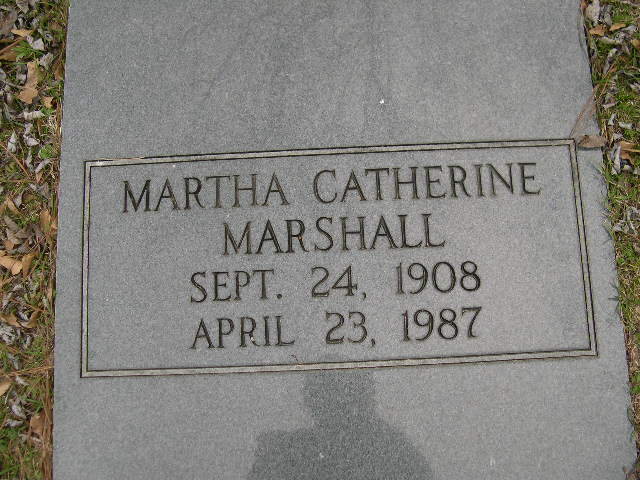 MARTHA CATHERINE
MARSHALL
SEPT. 24, 1908
APRIL 23, 1987